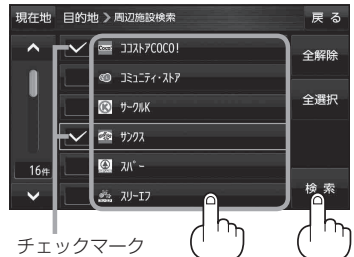 現在地 目的地 > 周辺施設検索 戻る
ココストアCOCO!
全解除
コミュニティ・ストア
全選択
サークルK
サンクス
スパー
16件
スリーエフ
検索
チェックマーク